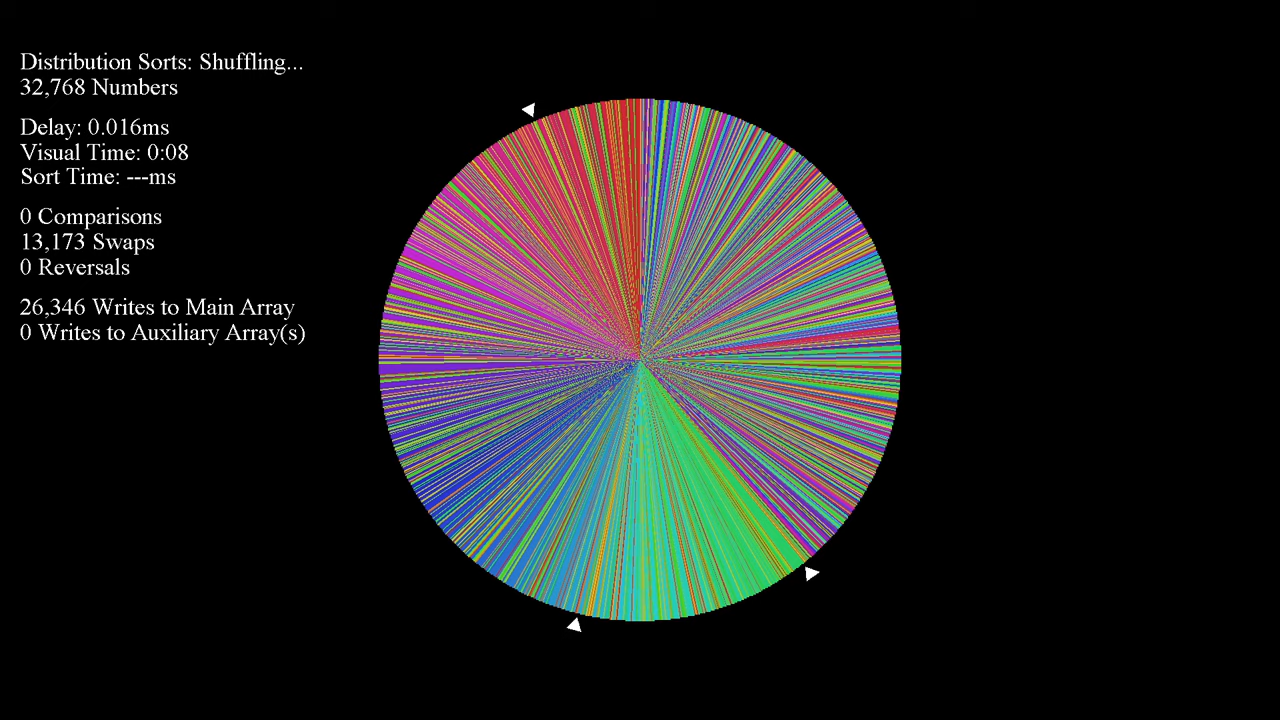 Distribution Sorts: Shuffling...
32,768 Numbers
Delay: 0.016ms
Visual Time: 0:08
Sort Time: ---ms
0 Comparisons
13,173 Swaps
0 Reversals
26,346 Writes to Main Array
0 Writes to Auxiliary Array(s)